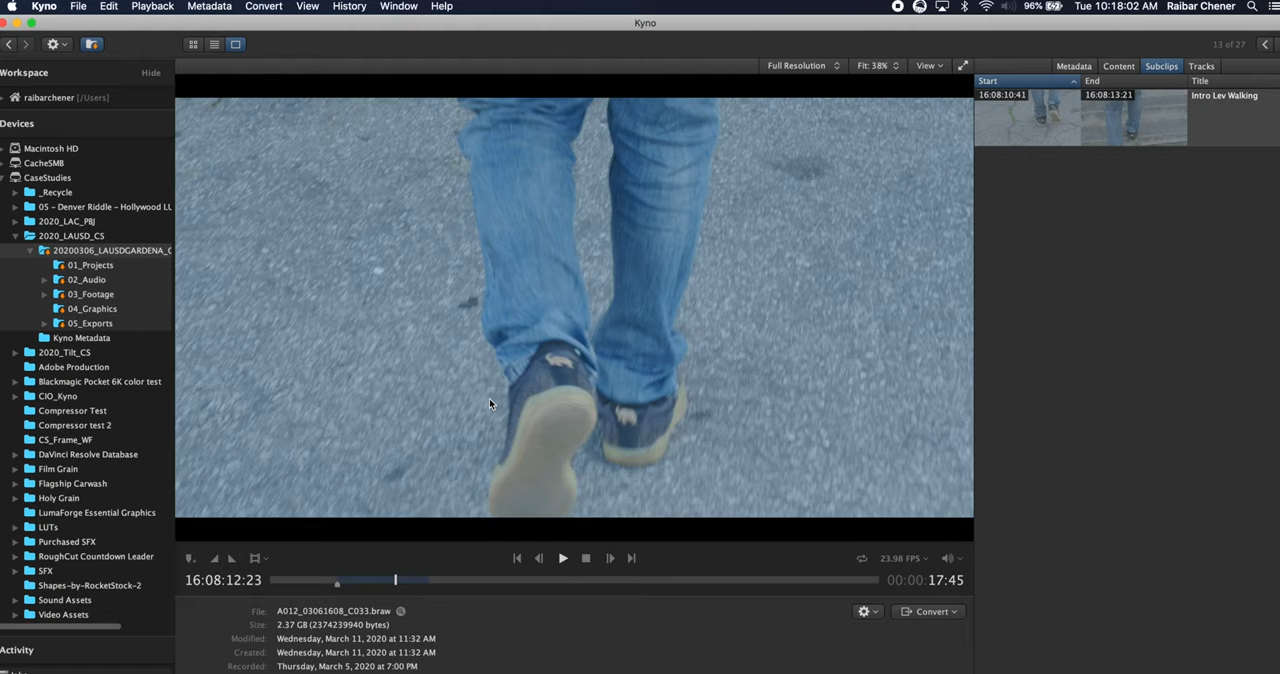 Kyno File Edit Playback Metadata Convert View History Window Help 96% Tue 10:18:02 AM Raibar Chener
Kyno
13 of 27
Workspace Hide
Full Resolution Fit: 38% View
Metadata Content Subclips Tracks
Start End Title
raibarchener [/Users]
16:08:10:41 16:08:13:21 Intro Lev Walking
Devices
Macintosh HD
CacheSMB
CaseStudies
_Recycle
05 - Denver Riddle - Hollywood LU
2020_LAC_PBJ
2020_LAUSD_CS
20200306_LAUSDGARDENA_C
01_Projects
02_Audio
03_Footage
04_Graphics
05_Exports
Kyno Metadata
2020_Tilt_CS
Adobe Production
Blackmagic Pocket 6K color test
CIO_Kyno
Compressor Test
Compressor test 2
CS_Frame_WF
DaVinci Resolve Database
Film Grain
Flagship Carwash
Holy Grain
LumaForge Essential Graphics
LUTs
Purchased SFX
RoughCut Countdown Leader
SFX
Shapes-by-RocketStock-2
Sound Assets
Video Assets
23.98 FPS
16:08:12:23 00:00:17:45
File: A012_03061608_C033.braw
Convert
Size: 2.37 GB (2374239940 bytes)
Modified: Wednesday, March 11, 2020 at 11:32 AM
Created: Wednesday, March 11, 2020 at 11:32 AM
Recorded: Thursday, March 5, 2020 at 7:00 PM
Activity